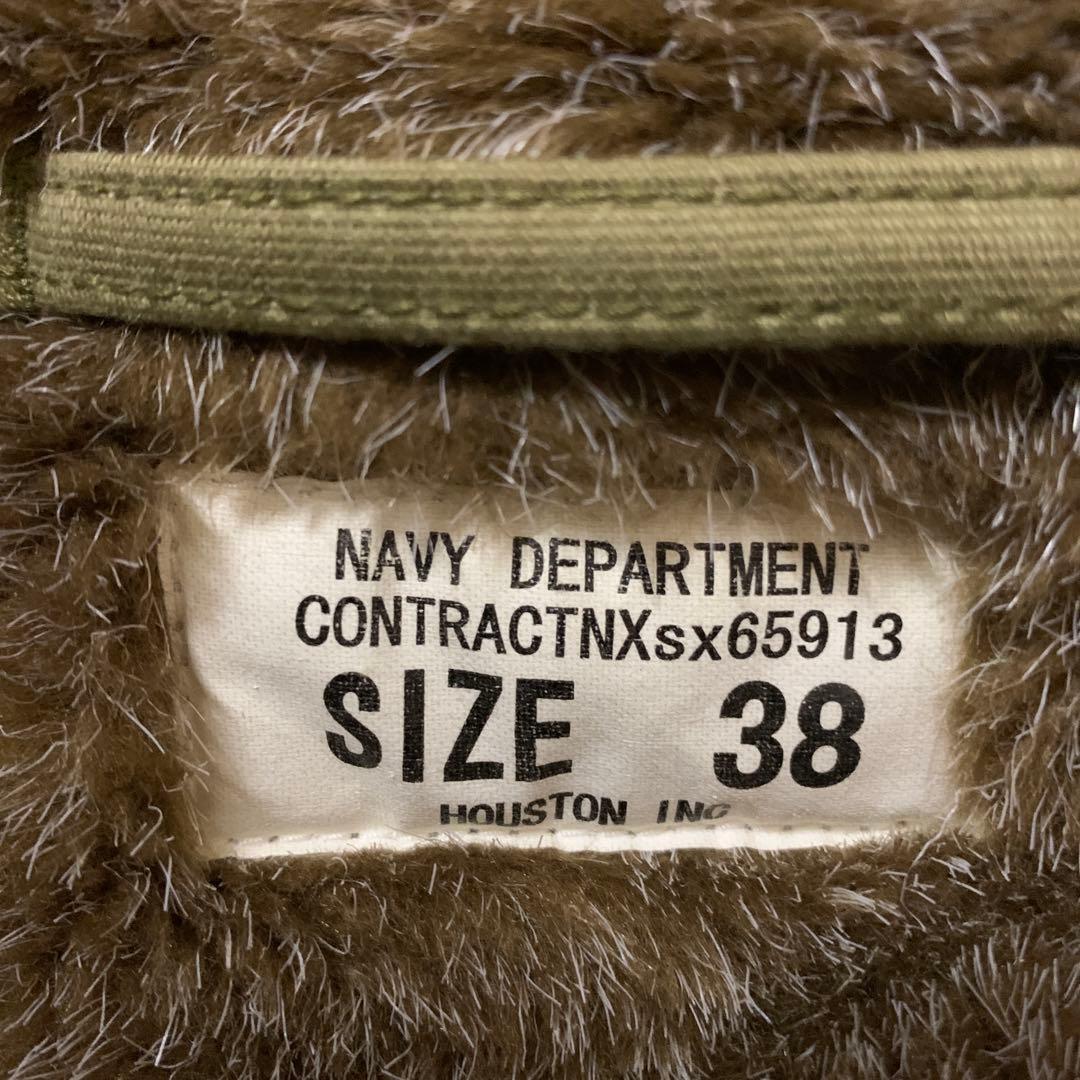 NAVY DEPARTMENT
CONTRACTNXsx65913
SIZE 38
HOUSTON INC